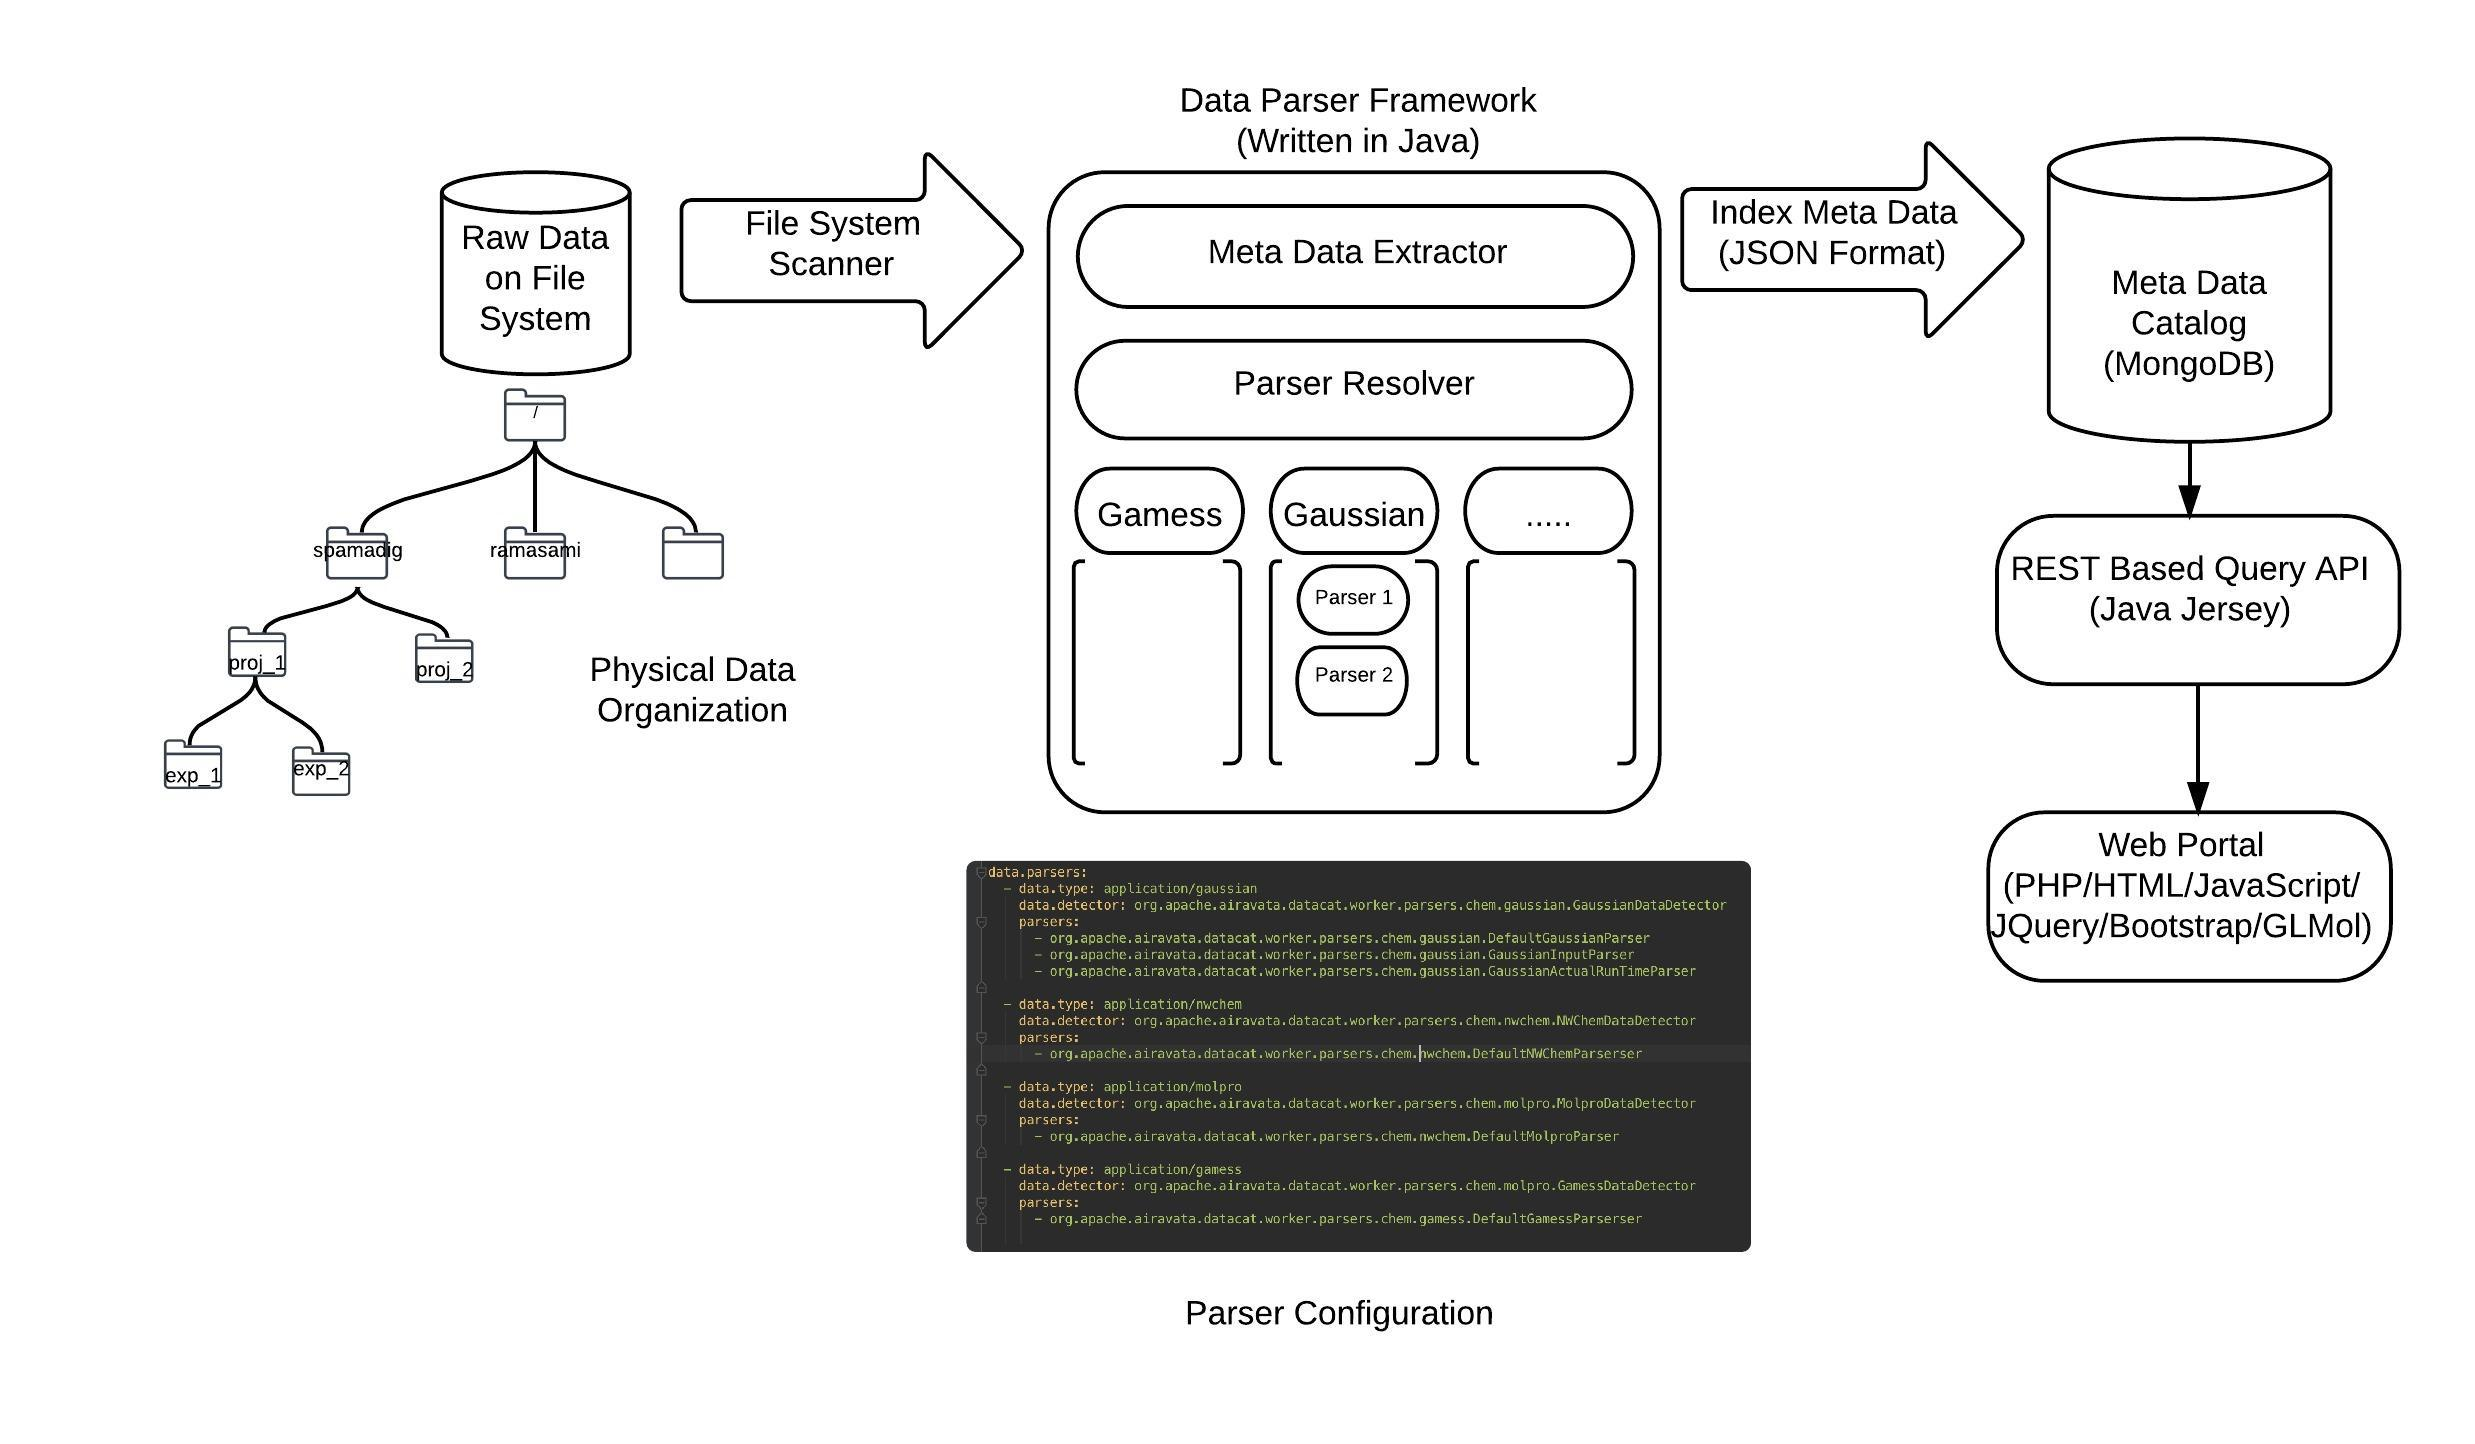 Data Parser Framework
(Written in Java)
Raw Data
on File
System
File System
Scanner
/
spamadig
ramasami
proj_1
proj_2
exp_1
exp_2
Physical Data
Organization
Meta Data Extractor
Parser Resolver
Gamess
Gaussian
.....
Parser 1
Parser 2
Index Meta Data
(JSON Format)
Meta Data
Catalog
(MongoDB)
REST Based Query API
(Java Jersey)
Web Portal
(PHP/HTML/JavaScript/
JQuery/Bootstrap/GLMol)
data.parsers:
- data.type: application/gaussian
data.detector: org.apache.airavata.datacat.worker.parsers.chem.gaussian.GaussianDataDetector
parsers:
- org.apache.airavata.datacat.worker.parsers.chem.gaussian.DefaultGaussianParser
- org.apache.airavata.datacat.worker.parsers.chem.gaussian.GaussianInputParser
- org.apache.airavata.datacat.worker.parsers.chem.gaussian.GaussianActualRunTimeParser
- data.type: application/nwchem
data.detector: org.apache.airavata.datacat.worker.parsers.chem.nwchem.NWChemDataDetector
parsers:
- org.apache.airavata.datacat.worker.parsers.chem.nwchem.DefaultNWChemParserser
- data.type: application/molpro
data.detector: org.apache.airavata.datacat.worker.parsers.chem.molpro.MolproDataDetector
parsers:
- org.apache.airavata.datacat.worker.parsers.chem.nwchem.DefaultMolproParser
- data.type: application/gamess
data.detector: org.apache.airavata.datacat.worker.parsers.chem.molpro.GamessDataDetector
parsers:
- org.apache.airavata.datacat.worker.parsers.chem.gamess.DefaultGamessParserser
Parser Configuration